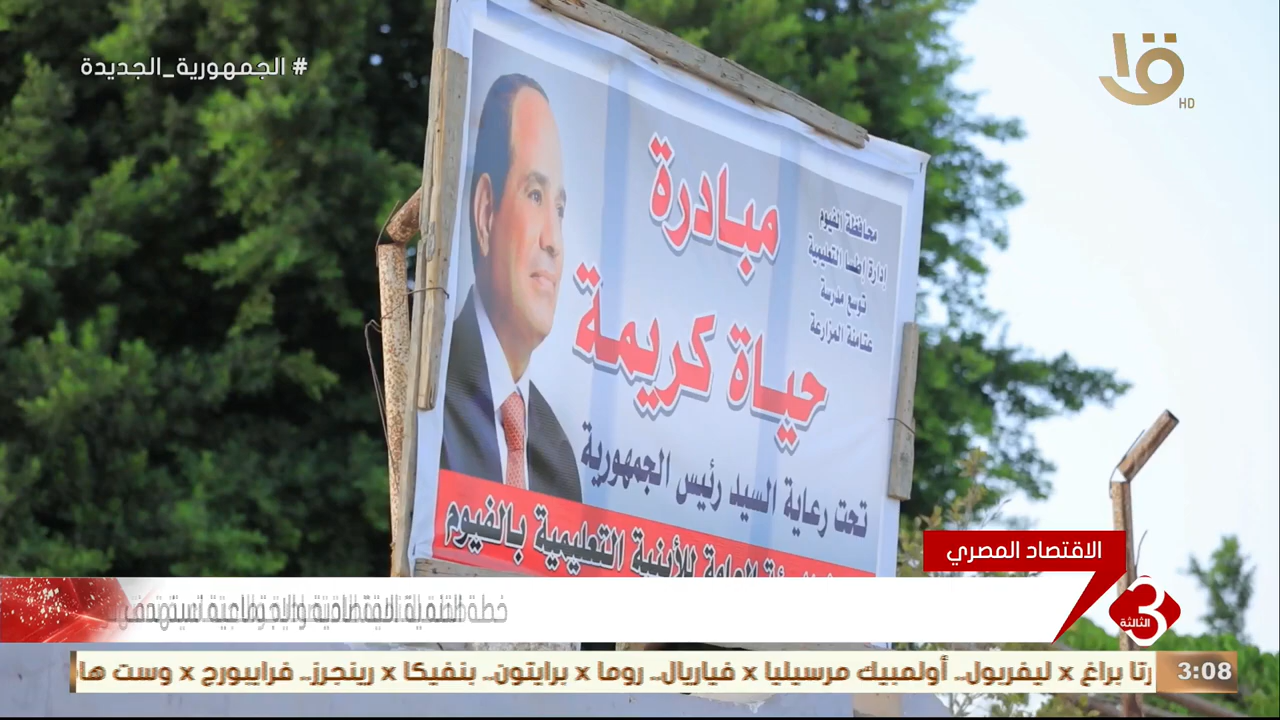 # الجمهورية_الجديدة
HD
مبادرة
حياة كريمة
تحت رعاية السيد رئيس الجمهورية
العامة للأبنية التعليمية بالفيوم
محافظة الفيوم
إدارة إطسا التعليمية
توسع مدرسة
عتامنة المزارعة
الاقتصاد المصري
3 الثالثة
رتا براغ x ليفربول.. أولمبيك مرسيليا x فياريال.. روما x برايتون.. بنفيكا x رينجرز.. فرايبورج x وست ها
3:08